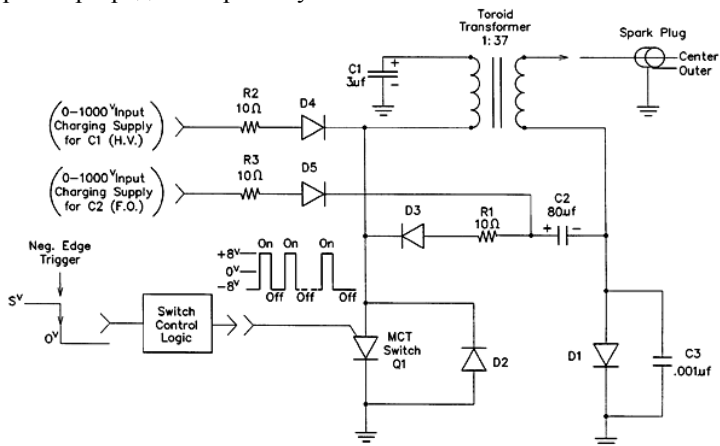 Toroid
Transformer
1:37
Spark Plug
Center
Outer
C1
3uf
+
−
0-1000ᵛ Input
Charging Supply
for C1 (H.V.)
R2
10Ω
D4
0-1000ᵛ Input
Charging Supply
for C2 (F.O.)
R3
10Ω
D5
D3
R1
10Ω
C2
80uf
+
−
Neg. Edge
Trigger
5ᵛ
0ᵛ
Switch
Control
Logic
+8ᵛ
0ᵛ
−8ᵛ
On On On
Off Off Off
MCT
Switch
Q1
D2
D1
C3
.001uf